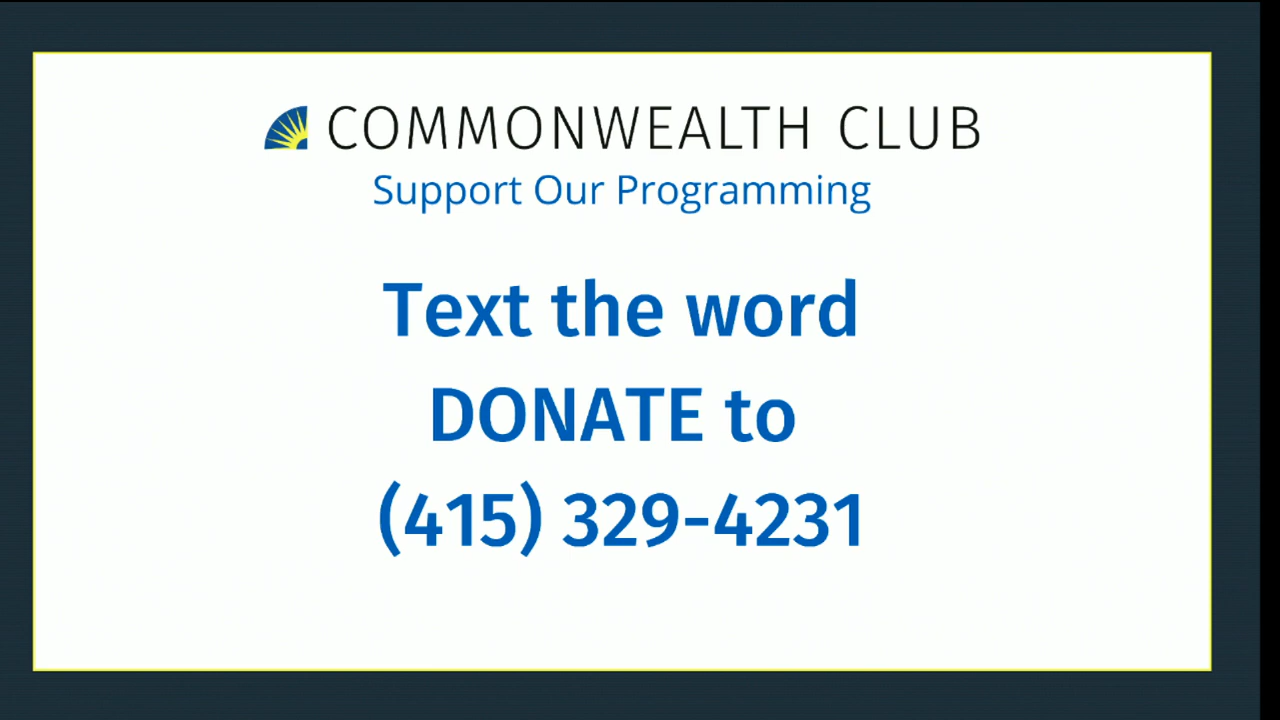 COMMONWEALTH CLUB
Support Our Programming
Text the word
DONATE to
(415) 329-4231